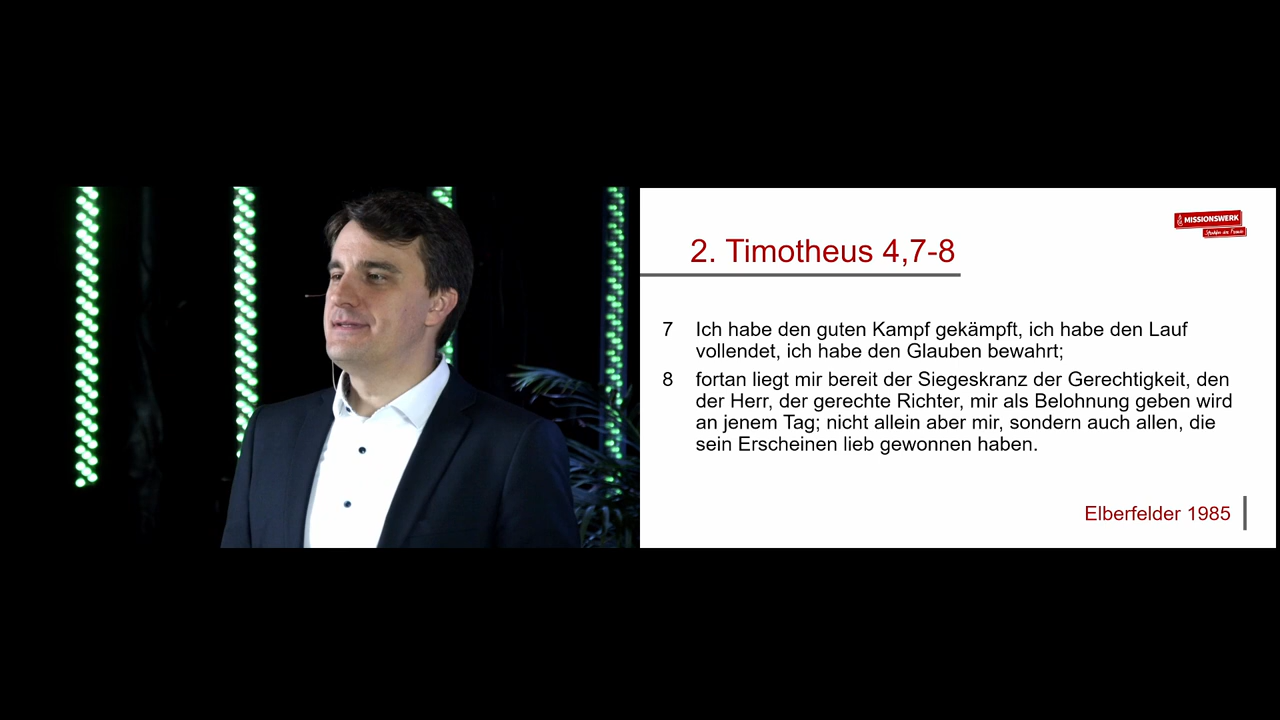 MISSIONSWERK
Strahlen der Freude
2. Timotheus 4,7-8
7 Ich habe den guten Kampf gekämpft, ich habe den Lauf
vollendet, ich habe den Glauben bewahrt;
8 fortan liegt mir bereit der Siegeskranz der Gerechtigkeit, den
der Herr, der gerechte Richter, mir als Belohnung geben wird
an jenem Tag; nicht allein aber mir, sondern auch allen, die
sein Erscheinen lieb gewonnen haben.
Elberfelder 1985